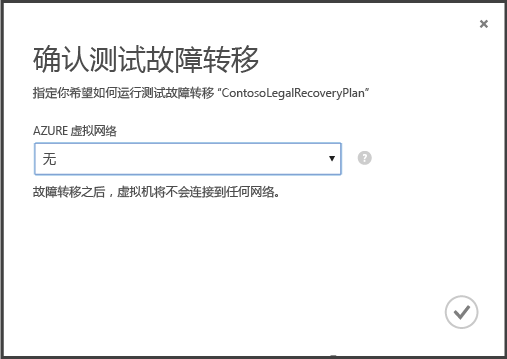 确认测试故障转移
指定你希望如何运行测试故障转移 “ContosoLegalRecoveryPlan”
AZURE 虚拟网络
无
故障转移之后，虚拟机将不会连接到任何网络。